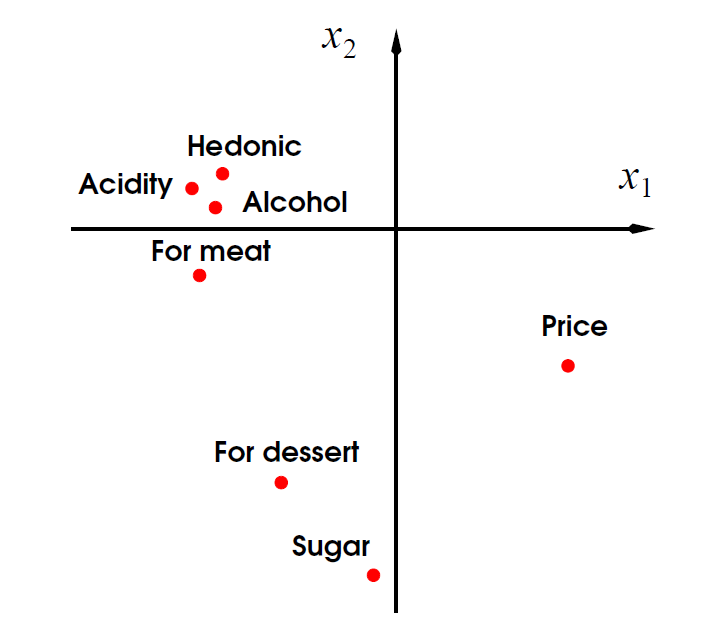 x2
Hedonic
Acidity
x1
Alcohol
For meat
Price
For dessert
Sugar